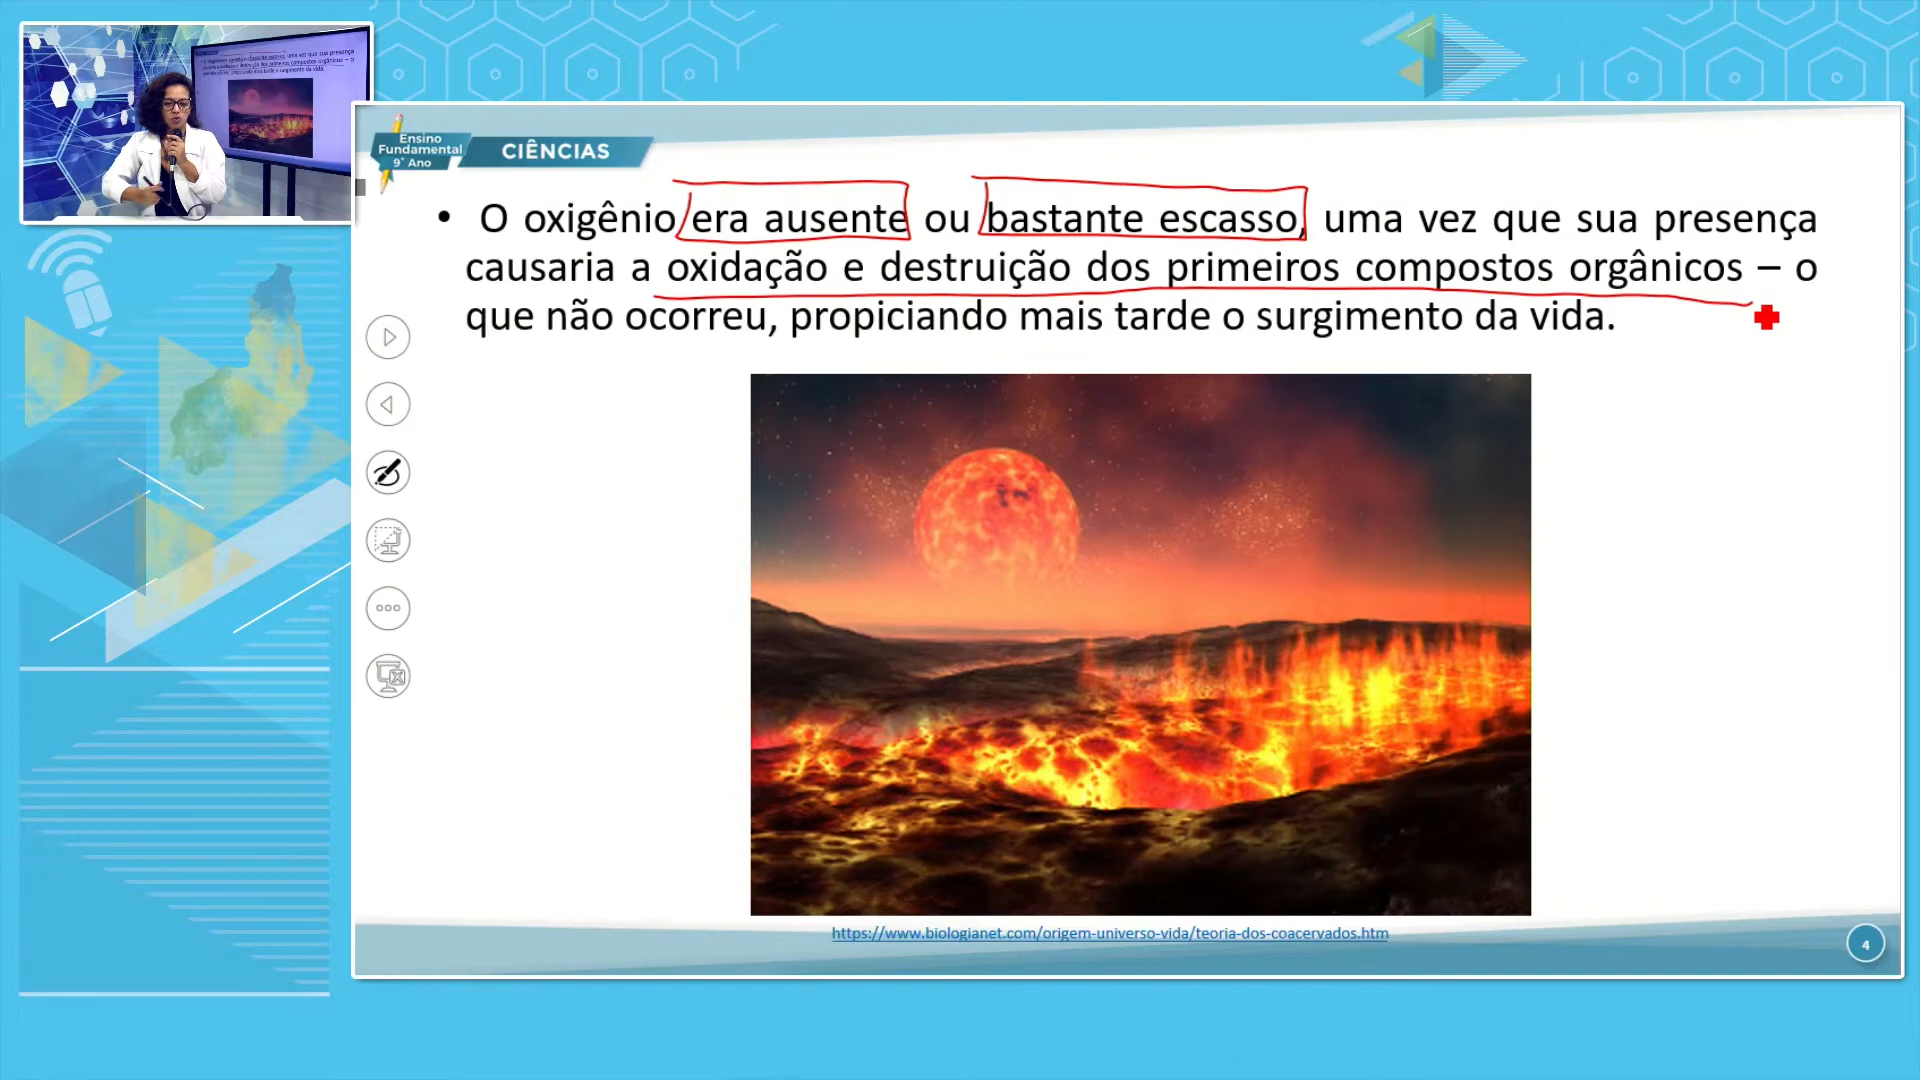 Ensino
Fundamental
9° Ano
CIÊNCIAS
• O oxigênio era ausente ou bastante escasso, uma vez que sua presença
causaria a oxidação e destruição dos primeiros compostos orgânicos – o
que não ocorreu, propiciando mais tarde o surgimento da vida.
https://www.biologianet.com/origem-universo-vida/teoria-dos-coacervados.htm
4